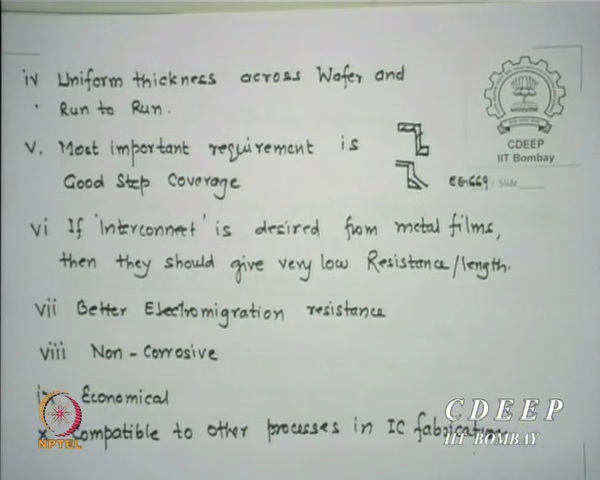 iv Uniform thickness across Wafer and
Run to Run.
v. Most important requirement is
Good Step Coverage
CDEEP
IIT Bombay
EE-669 / Slide
vi If 'Interconnect' is desired from metal films,
then they should give very low Resistance/length.
vii Better Electromigration resistance
viii Non-Corrosive
ix Economical
x Compatible to other processes in IC fabrication
NPTEL
CDEEP
IIT BOMBAY